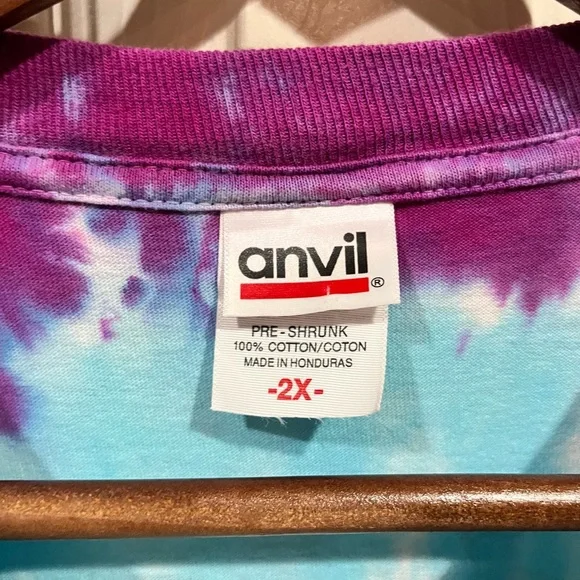 anvil®
PRE-SHRUNK
100% COTTON/COTON
MADE IN HONDURAS
-2X-